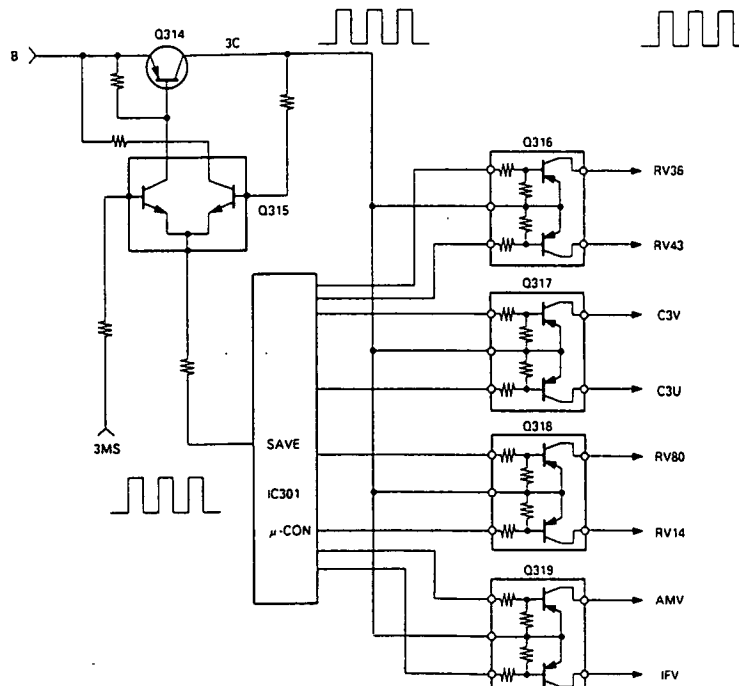 Q314
3C
B
Q315
3MS
SAVE
IC301
μ-CON
Q316
RV36
RV43
Q317
C3V
C3U
Q318
RV80
RV14
Q319
AMV
IFV